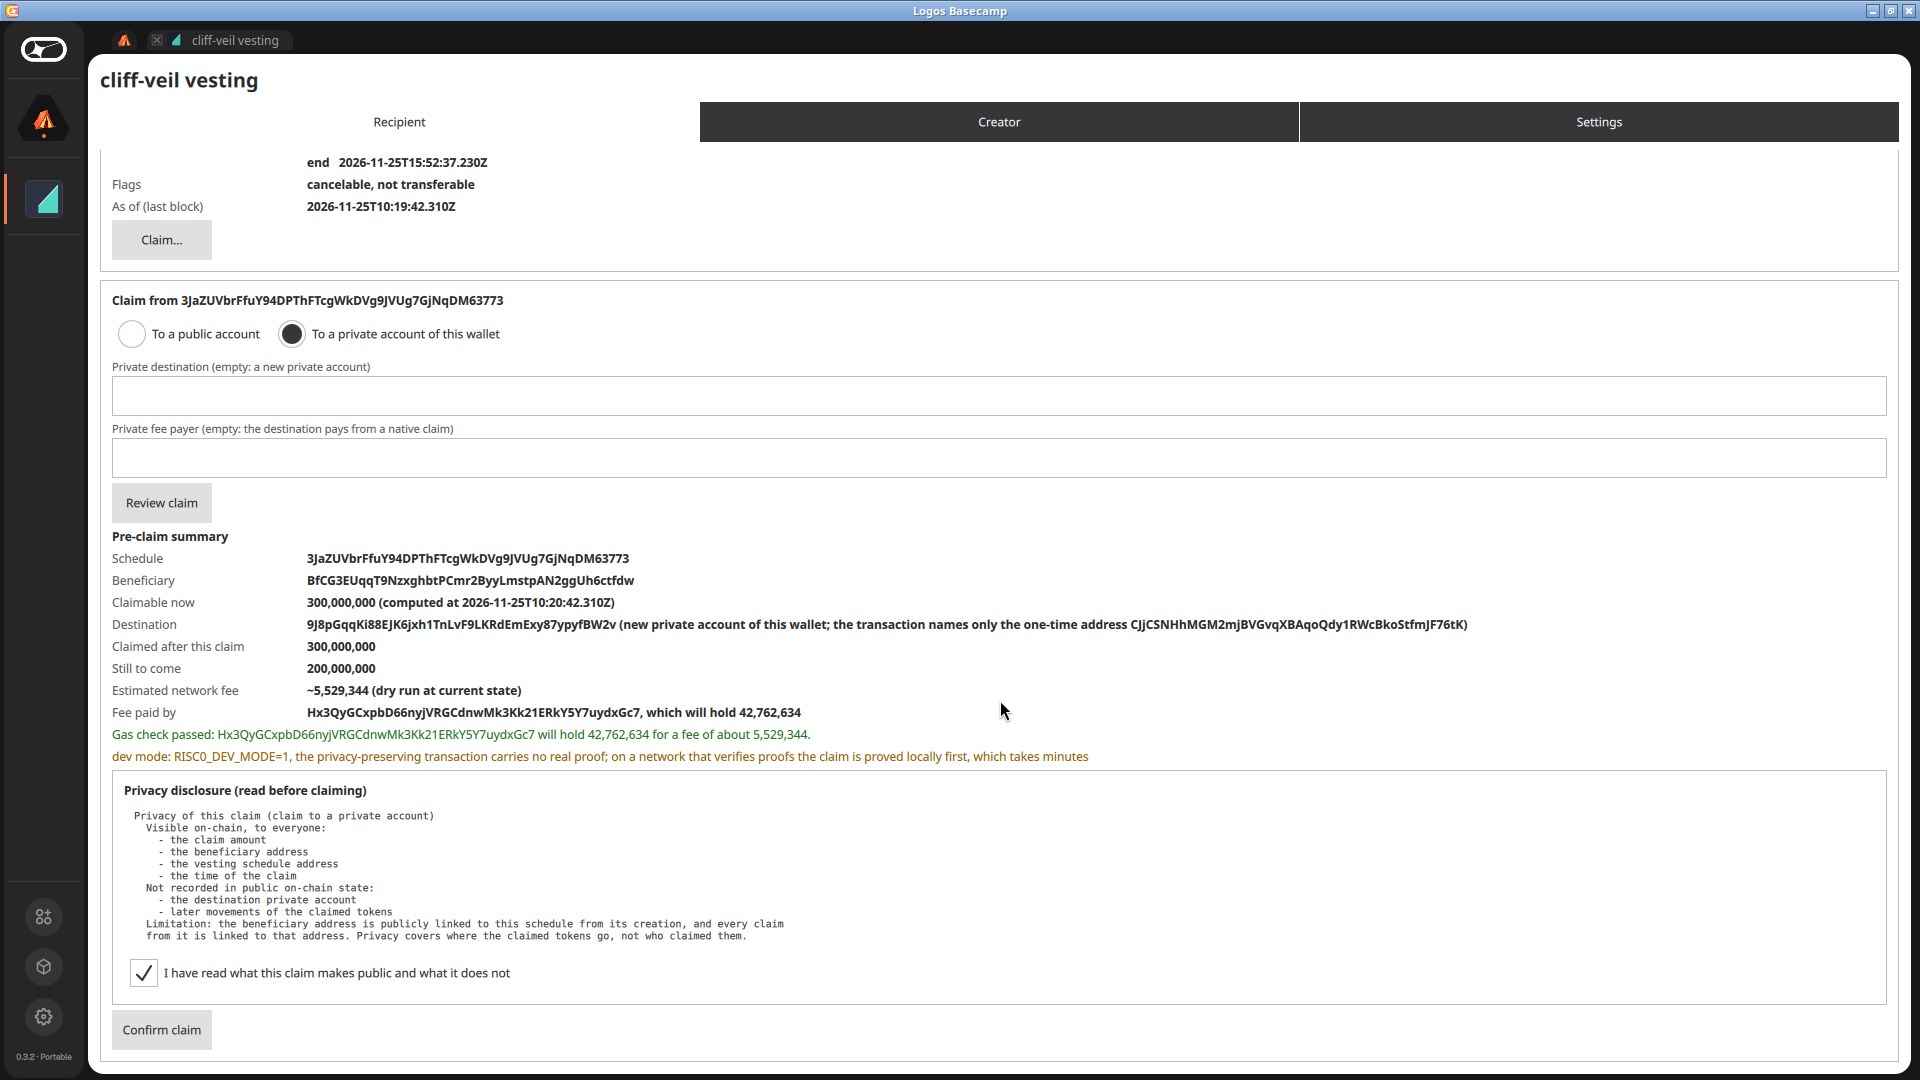 Logos Basecamp
cliff-veil vesting
cliff-veil vesting
Recipient
Creator
Settings
end 2026-11-25T15:52:37.230Z
Flags cancelable, not transferable
As of (last block) 2026-11-25T10:19:42.310Z
Claim...
Claim from 3JaZUVbrFfuY94DPThFTcgWkDVg9JVUg7GjNqDM63773
To a public account To a private account of this wallet
Private destination (empty: a new private account)
Private fee payer (empty: the destination pays from a native claim)
Review claim
Pre-claim summary
Schedule 3JaZUVbrFfuY94DPThFTcgWkDVg9JVUg7GjNqDM63773
Beneficiary BfCG3EUqqT9NzxghbtPCmr2ByyLmstpAN2ggUh6ctfdw
Claimable now 300,000,000 (computed at 2026-11-25T10:20:42.310Z)
Destination 9J8pGqqKi88EJK6jxh1TnLvF9LKRdEmExy87ypyfBW2v (new private account of this wallet; the transaction names only the one-time address CJjCSNHhMGM2mjBVGvqXBAqoQdy1RWcBkoStfmJF76tK)
Claimed after this claim 300,000,000
Still to come 200,000,000
Estimated network fee ~5,529,344 (dry run at current state)
Fee paid by Hx3QyGCxpbD66nyjVRGCdnwMk3Kk21ERkY5Y7uydxGc7, which will hold 42,762,634
Gas check passed: Hx3QyGCxpbD66nyjVRGCdnwMk3Kk21ERkY5Y7uydxGc7 will hold 42,762,634 for a fee of about 5,529,344.
dev mode: RISC0_DEV_MODE=1, the privacy-preserving transaction carries no real proof; on a network that verifies proofs the claim is proved locally first, which takes minutes
Privacy disclosure (read before claiming)
Privacy of this claim (claim to a private account)
Visible on-chain, to everyone:
- the claim amount
- the beneficiary address
- the vesting schedule address
- the time of the claim
Not recorded in public on-chain state:
- the destination private account
- later movements of the claimed tokens
Limitation: the beneficiary address is publicly linked to this schedule from its creation, and every claim
from it is linked to that address. Privacy covers where the claimed tokens go, not who claimed them.
I have read what this claim makes public and what it does not
Confirm claim
0.3.2 · Portable